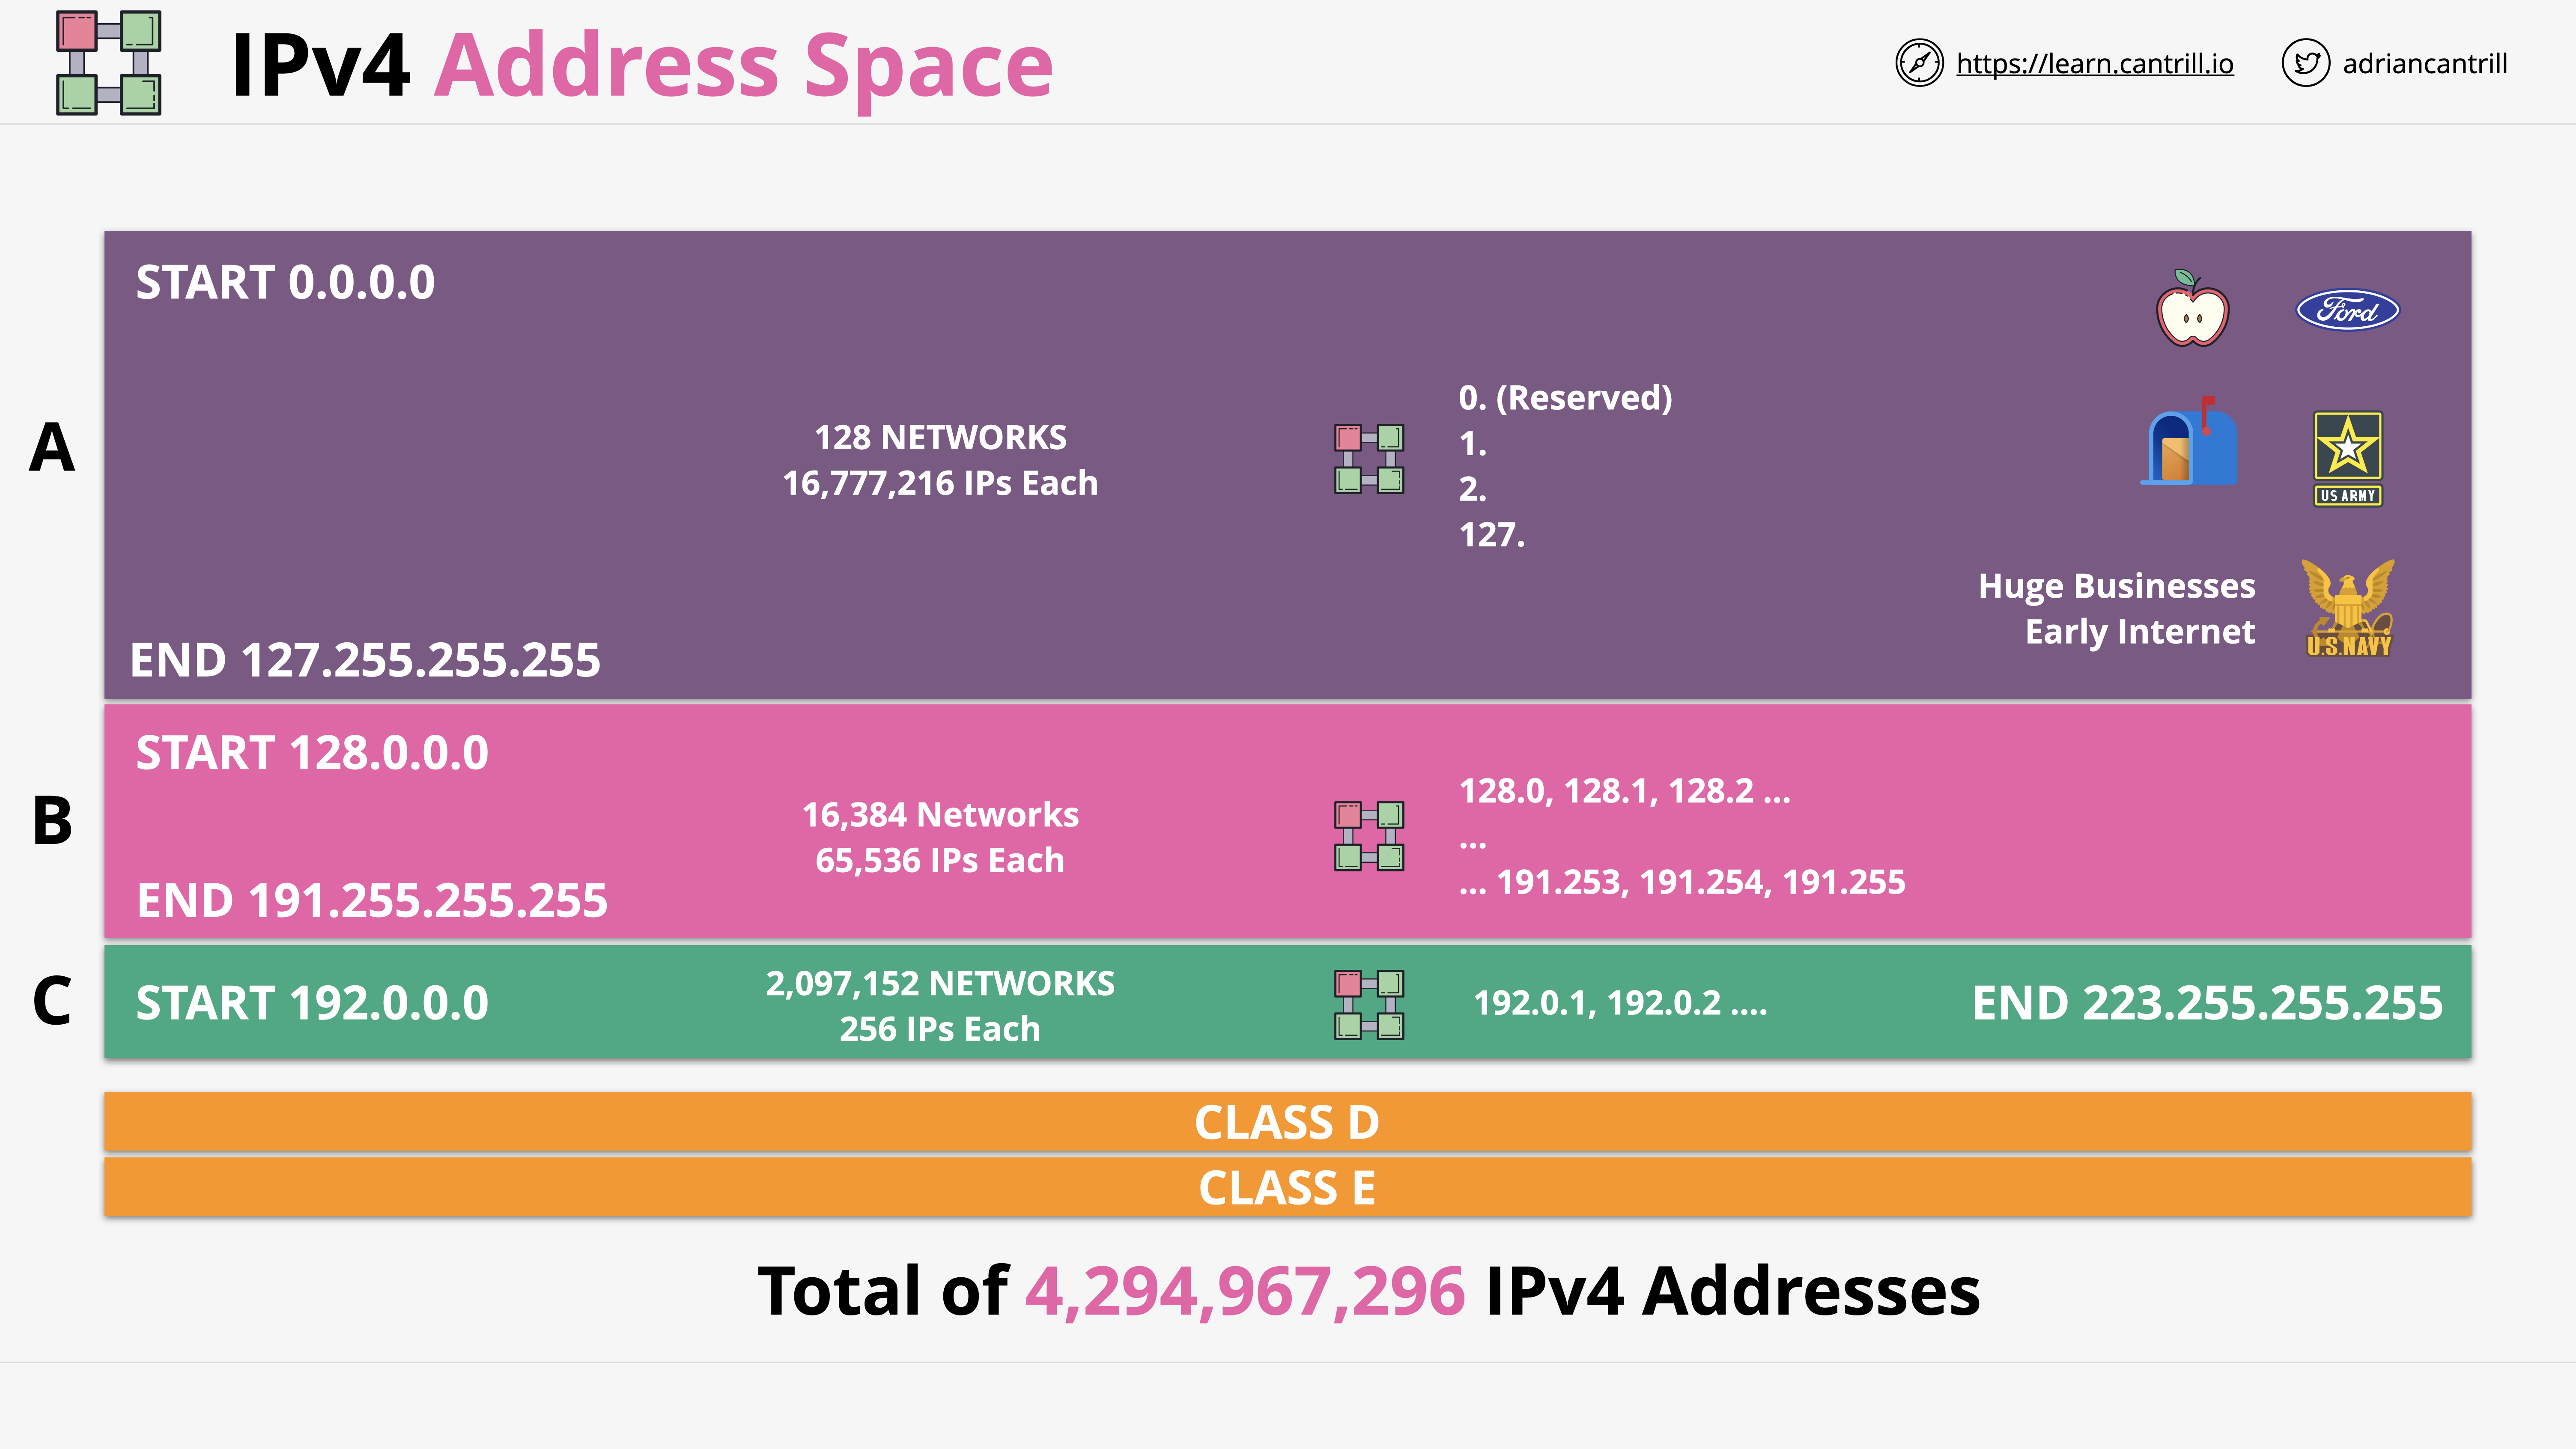 IPv4 Address Space
https://learn.cantrill.io
adriancantrill
A
START 0.0.0.0
128 NETWORKS
16,777,216 IPs Each
0. (Reserved)
1.
2.
127.
Ford
US ARMY
Huge Businesses
Early Internet
U.S.NAVY
END 127.255.255.255
B
START 128.0.0.0
16,384 Networks
65,536 IPs Each
128.0, 128.1, 128.2 ...
...
... 191.253, 191.254, 191.255
END 191.255.255.255
C
START 192.0.0.0
2,097,152 NETWORKS
256 IPs Each
192.0.1, 192.0.2 ....
END 223.255.255.255
CLASS D
CLASS E
Total of 4,294,967,296 IPv4 Addresses